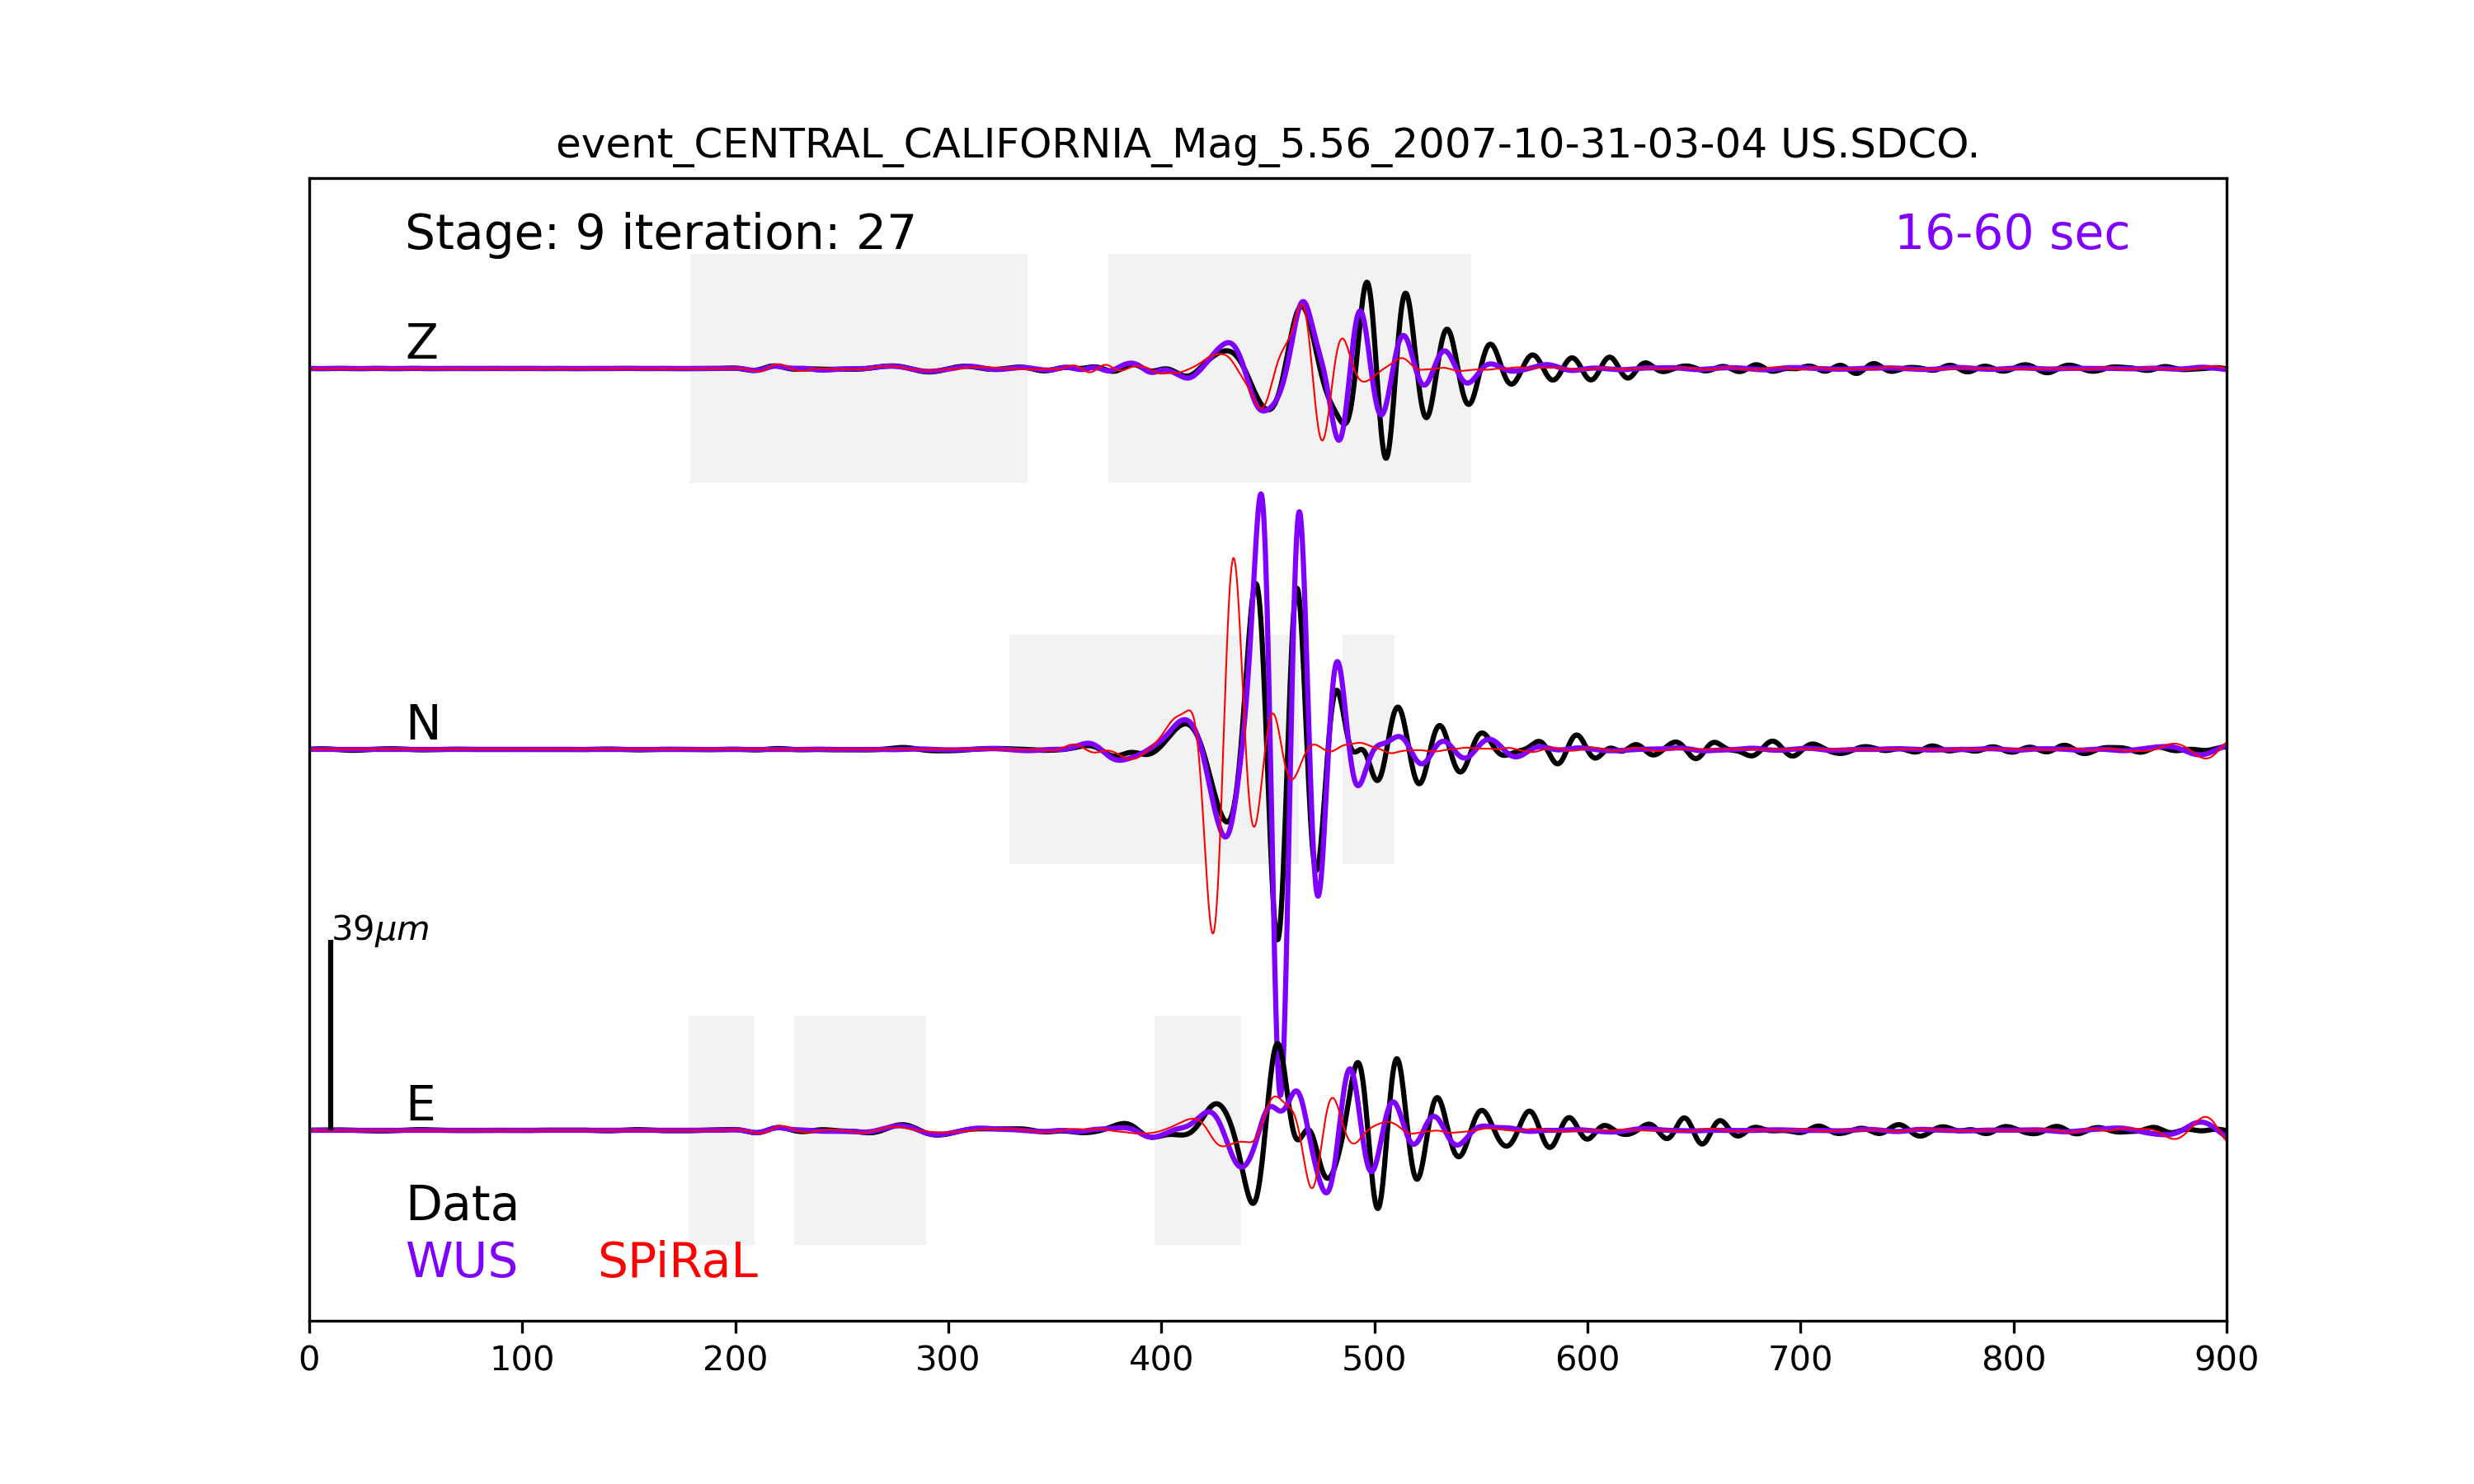 event_CENTRAL_CALIFORNIA_Mag_5.56_2007-10-31-03-04 US.SDCO.
Stage: 9 iteration: 27
16-60 sec
Z
N
39μm
E
Data
WUS SPiRaL
0 100 200 300 400 500 600 700 800 900